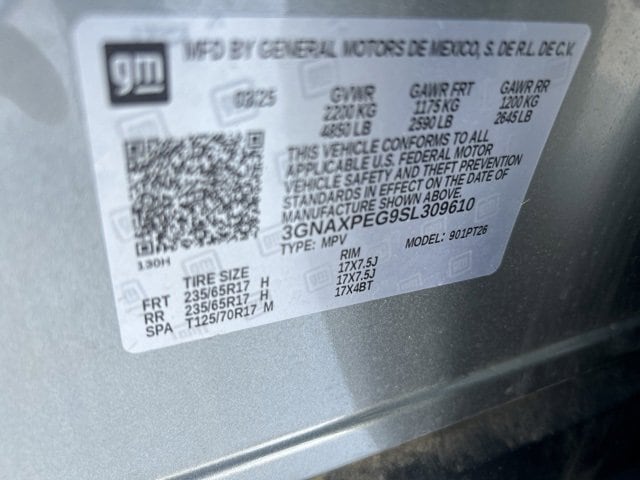 gm
MFD BY GENERAL MOTORS DE MEXICO, S. DE R.L. DE C.V.
03/25 GVWR GAWR FRT GAWR RR
2200 KG 1175 KG 1200 KG
4850 LB 2590 LB 2645 LB
THIS VEHICLE CONFORMS TO ALL
APPLICABLE U.S. FEDERAL MOTOR
VEHICLE SAFETY AND THEFT PREVENTION
STANDARDS IN EFFECT ON THE DATE OF
MANUFACTURE SHOWN ABOVE.
3GNAXPEG9SL309610
TYPE: MPV MODEL: 901PT26
130H
TIRE SIZE RIM
FRT 235/65R17 H 17X7.5J
RR 235/65R17 H 17X7.5J
SPA T125/70R17 M 17X4BT